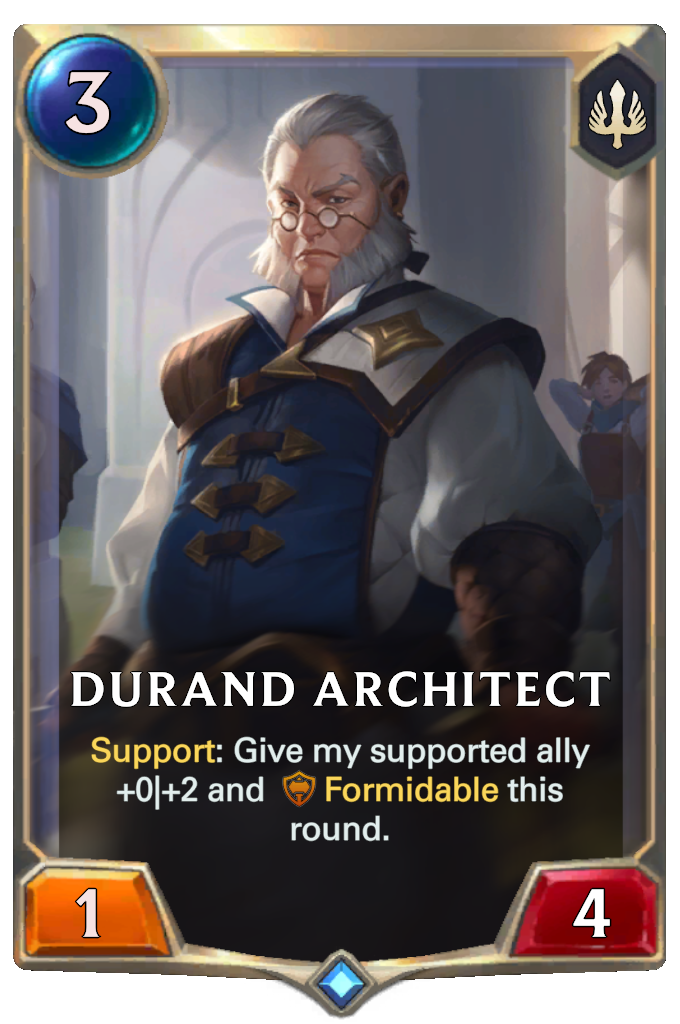 3
DURAND ARCHITECT
Support: Give my supported ally
+0|+2 and Formidable this
round.
1 4